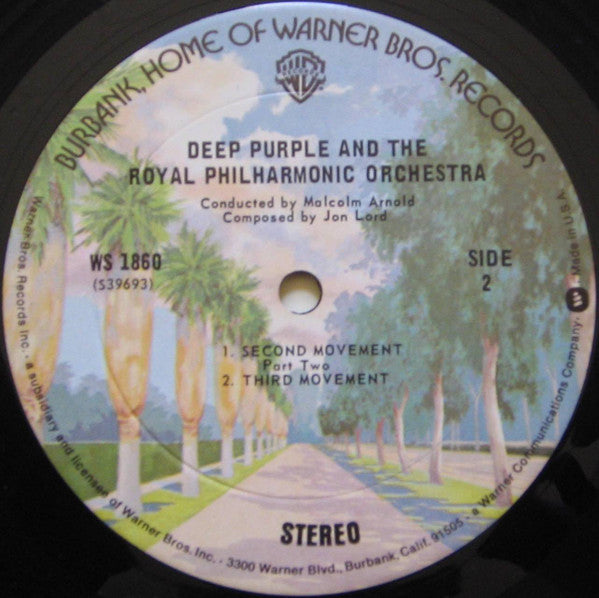 BURBANK, HOME OF WARNER BROS. RECORDS
DEEP PURPLE AND THE
ROYAL PHILHARMONIC ORCHESTRA
Conducted by Malcolm Arnold
Composed by Jon Lord
WS 1860
(S39693)
SIDE
2
1. SECOND MOVEMENT
Part Two
2. THIRD MOVEMENT
STEREO
Warner Bros. Records Inc. • a subsidiary and licensee of Warner Bros. Inc. • 3300 Warner Blvd., Burbank, Calif. 91505 • a Warner Communications Company • Made in U.S.A.